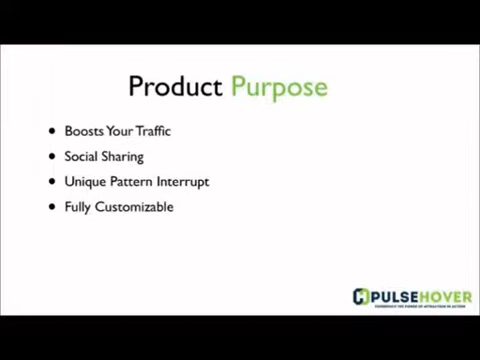 Product Purpose
• Boosts Your Traffic
• Social Sharing
• Unique Pattern Interrupt
• Fully Customizable
PULSEHOVER